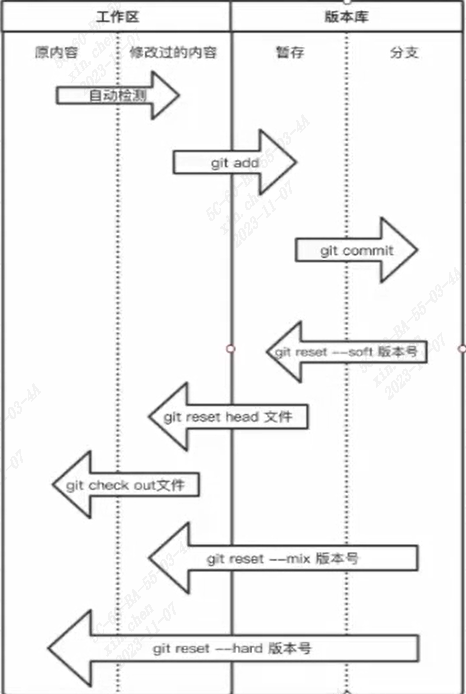 工作区 版本库
原内容 修改过的内容 暂存 分支
自动检测
git add
git commit
git reset --soft 版本号
git reset head 文件
git check out文件
git reset --mix 版本号
git reset --hard 版本号